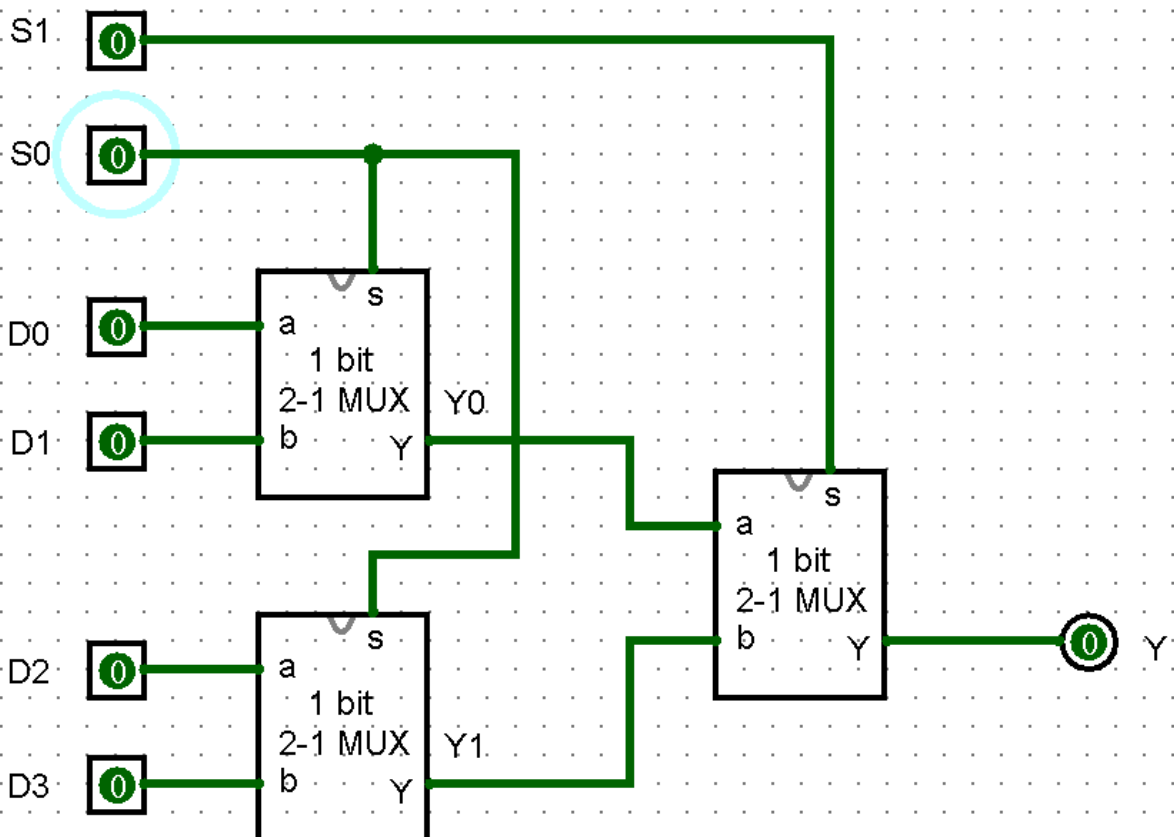 S1 0
S0 0
s
D0 0 a
1 bit
2-1 MUX Y0
D1 0 b Y
s
a
1 bit
2-1 MUX
b Y 0 Y
s
D2 0 a
1 bit
2-1 MUX Y1
D3 0 b Y